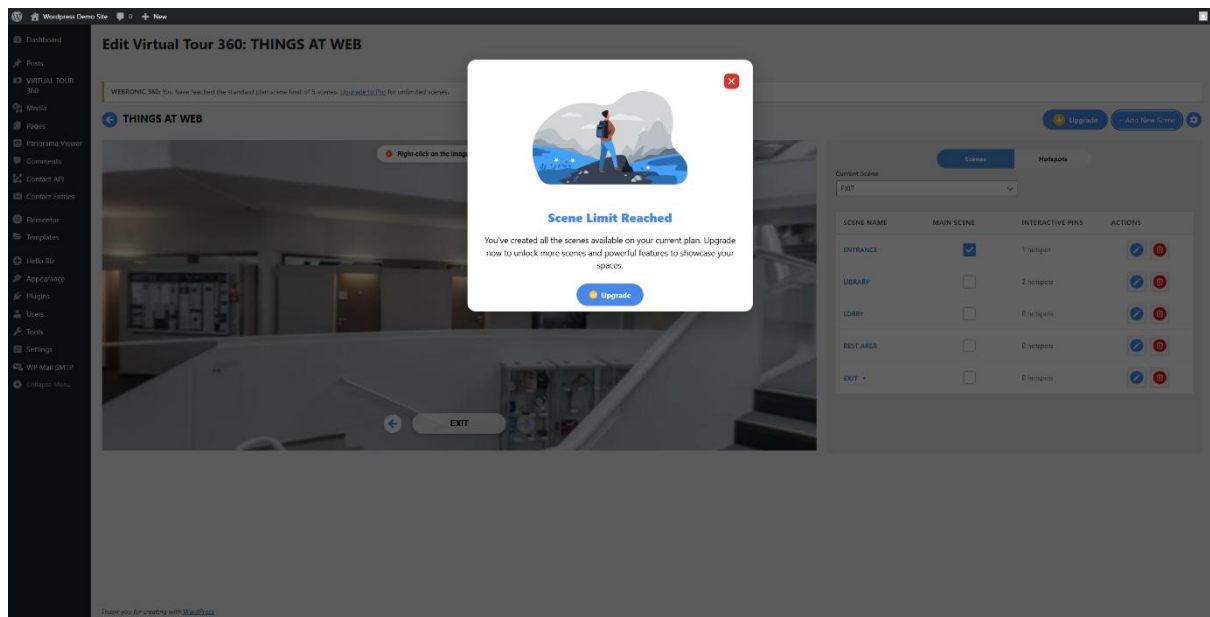 Wordpress Demo Site 0 + New
Dashboard
Posts
VIRTUAL TOUR
360
Media
Pages
Panorama Viewer
Comments
Contact API
Contact Entries
Elementor
Templates
Hello Biz
Appearance
Plugins
Users
Tools
Settings
WP Mail SMTP
Collapse Menu
Edit Virtual Tour 360: THINGS AT WEB
WEBRONIC 360: You have reached the standard plan scene limit of 5 scenes. Upgrade to Pro for unlimited scenes.
THINGS AT WEB
Upgrade
+ Add New Scene
Right-click on the imag
EXIT
Scene Limit Reached
You've created all the scenes available on your current plan. Upgrade
now to unlock more scenes and powerful features to showcase your
spaces.
Upgrade
Scenes Hotspots
Current Scene
EXIT
SCENE NAME MAIN SCENE INTERACTIVE PINS ACTIONS
ENTRANCE 1 hotspot
LIBRARY 2 hotspots
LOBBY 0 hotspots
REST AREA 0 hotspots
EXIT 0 hotspots
Thank you for creating with WordPress.